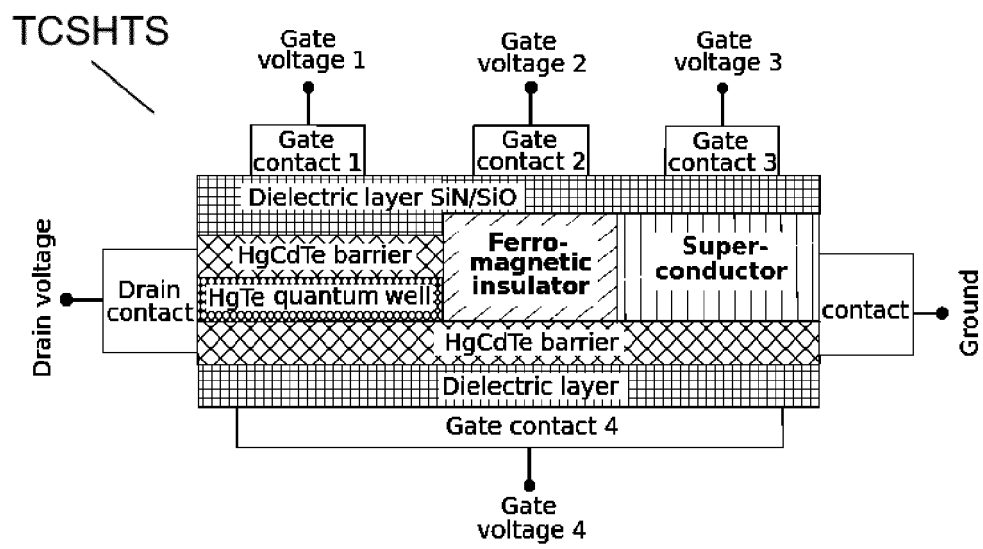 TCSHTS
Gate
voltage 1
Gate
voltage 2
Gate
voltage 3
Gate
contact 1
Gate
contact 2
Gate
contact 3
Dielectric layer SiN/SiO
HgCdTe barrier
HgTe quantum well
Ferro-
magnetic
insulator
Super-
conductor
Drain voltage
Drain
contact
contact
Ground
HgCdTe barrier
Dielectric layer
Gate contact 4
Gate
voltage 4